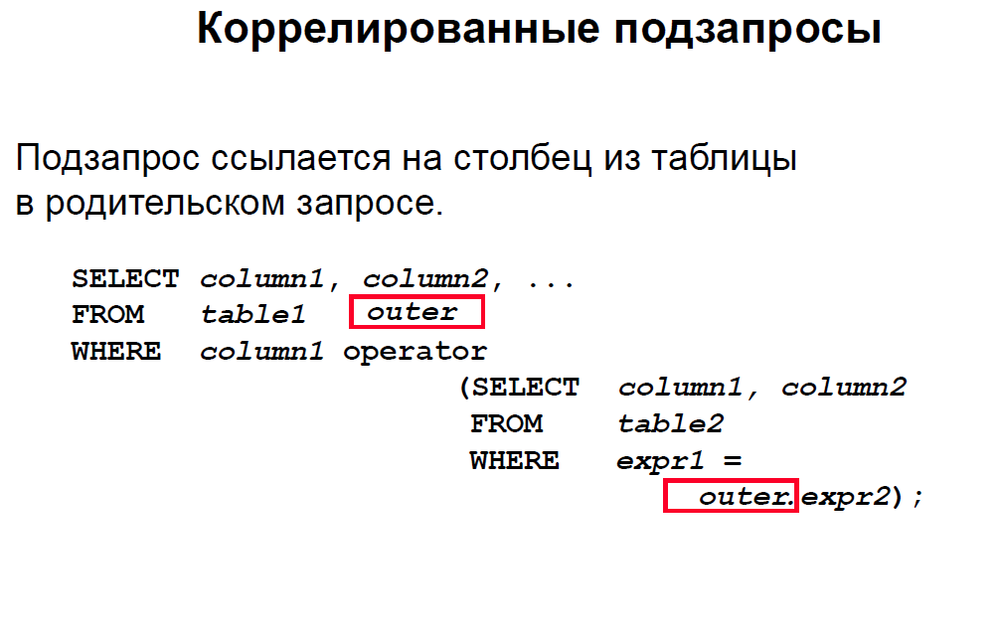 Коррелированные подзапросы
Подзапрос ссылается на столбец из таблицы
в родительском запросе.
SELECT column1, column2, ...
FROM table1 outer
WHERE column1 operator
(SELECT column1, column2
FROM table2
WHERE expr1 =
outer.expr2);